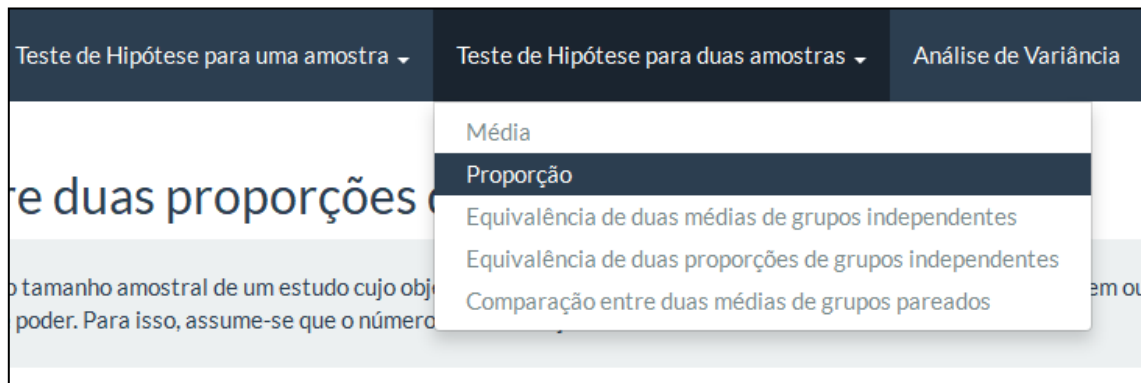 Teste de Hipótese para uma amostra
Teste de Hipótese para duas amostras
Análise de Variância
Média
Proporção
re duas proporções
Equivalência de duas médias de grupos independentes
Equivalência de duas proporções de grupos independentes
o tamanho amostral de um estudo cujo obj
em ou
Comparação entre duas médias de grupos pareados
poder. Para isso, assume-se que o número